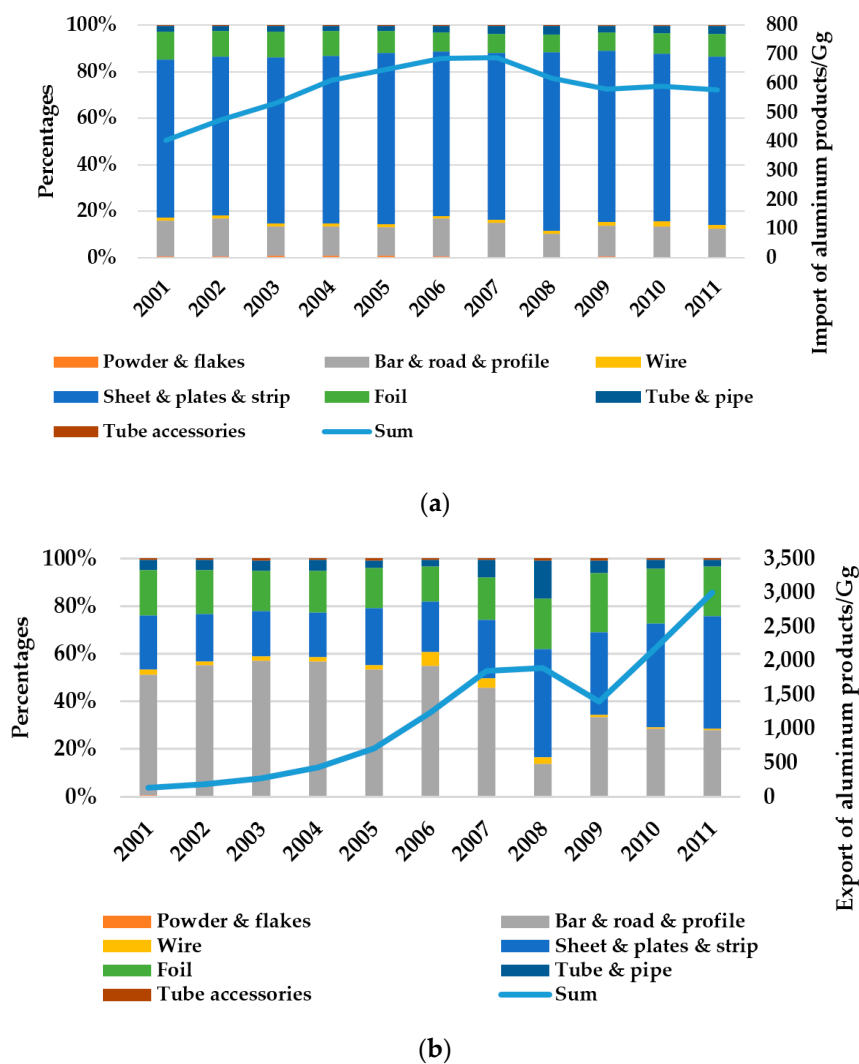 Percentages
100%
80%
60%
40%
20%
0%
800
700
600
500
400
300
200
100
0
Import of aluminum products/Gg
2001 2002 2003 2004 2005 2006 2007 2008 2009 2010 2011
Powder & flakes Bar & road & profile Wire
Sheet & plates & strip Foil Tube & pipe
Tube accessories Sum
(a)
Percentages
100%
80%
60%
40%
20%
0%
3,500
3,000
2,500
2,000
1,500
1,000
500
0
Export of aluminum products/Gg
2001 2002 2003 2004 2005 2006 2007 2008 2009 2010 2011
Powder & flakes Bar & road & profile
Wire Sheet & plates & strip
Foil Tube & pipe
Tube accessories Sum
(b)